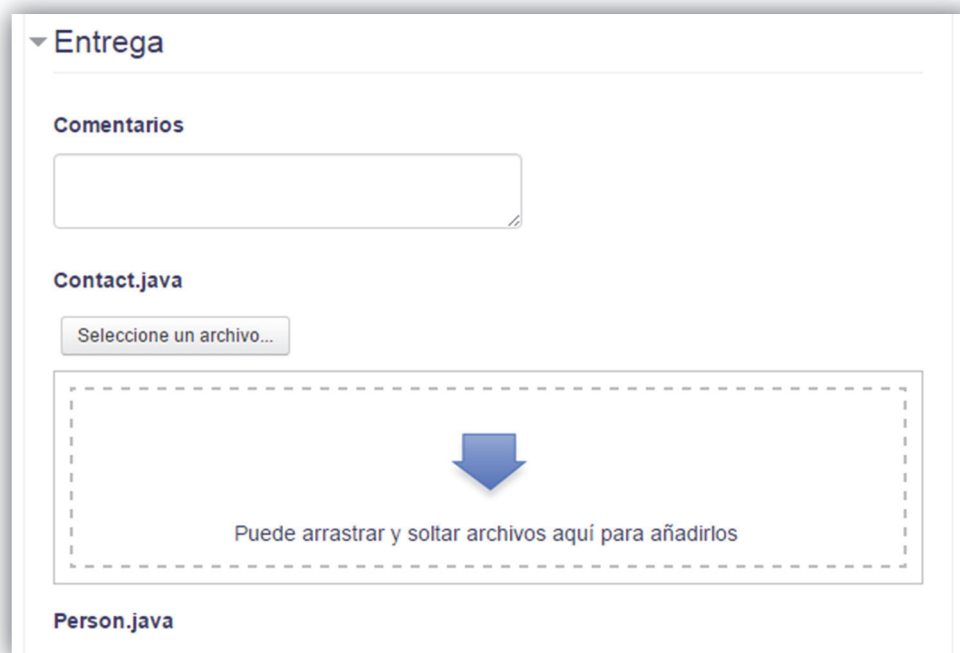 Entrega
Comentarios
Contact.java
Seleccione un archivo...
Puede arrastrar y soltar archivos aquí para añadirlos
Person.java